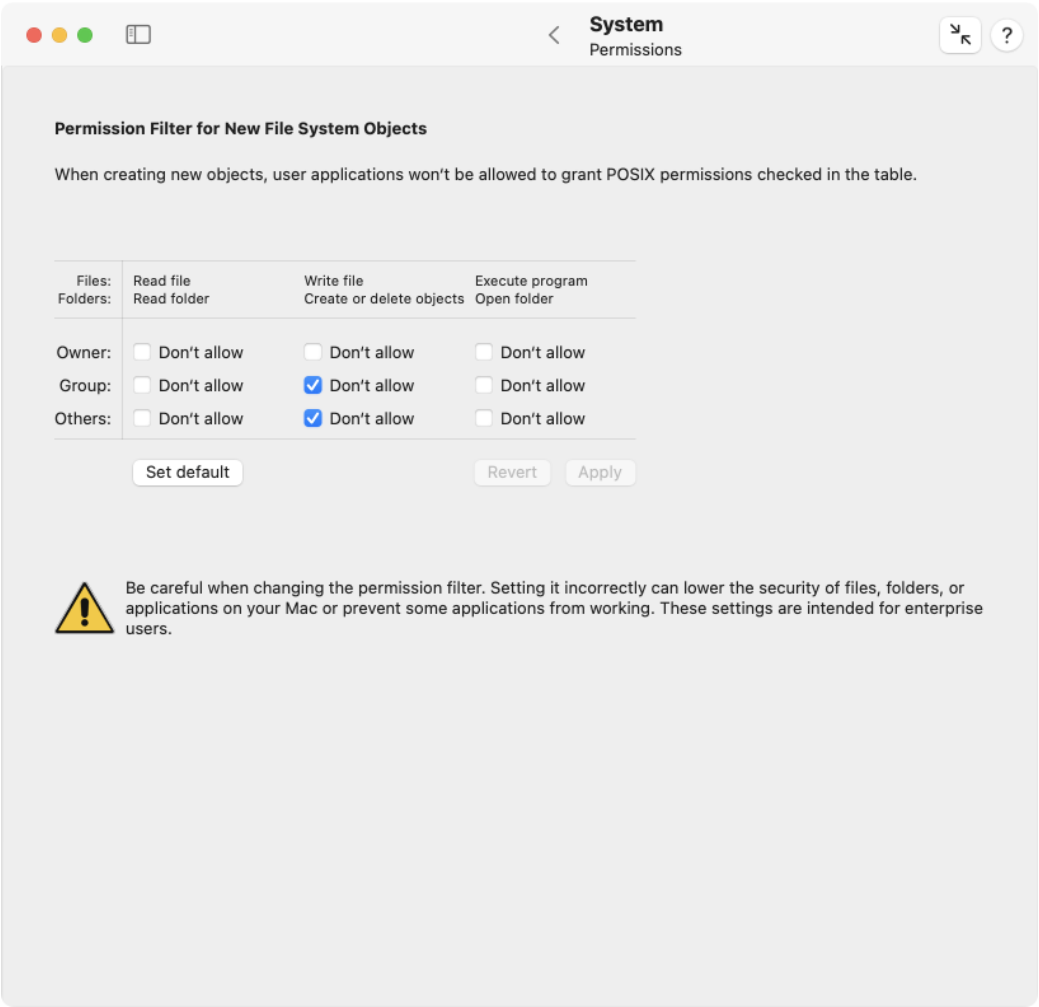 System
Permissions
?
Permission Filter for New File System Objects
When creating new objects, user applications won’t be allowed to grant POSIX permissions checked in the table.
Files: Read file Write file Execute program
Folders: Read folder Create or delete objects Open folder
Owner: Don’t allow Don’t allow Don’t allow
Group: Don’t allow Don’t allow Don’t allow
Others: Don’t allow Don’t allow Don’t allow
Set default Revert Apply
Be careful when changing the permission filter. Setting it incorrectly can lower the security of files, folders, or
applications on your Mac or prevent some applications from working. These settings are intended for enterprise
users.